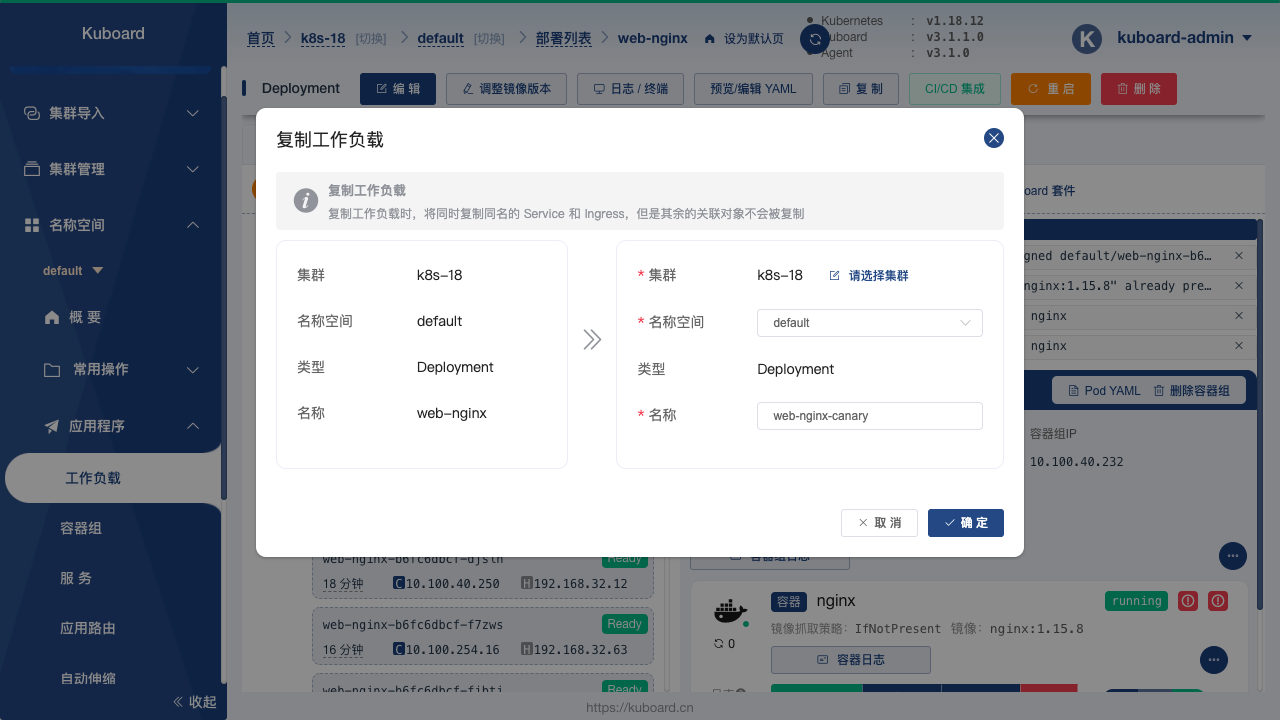 Kuboard
首页
k8s-18 [切换]
default [切换]
部署列表
web-nginx
设为默认页
Kubernetes : v1.18.12
Kuboard : v3.1.1.0
Agent : v3.1.0
K
kuboard-admin
Deployment
编 辑
调整镜像版本
日志 / 终端
预览/编辑 YAML
复 制
CI/CD 集成
重 启
删 除
集群导入
集群管理
名称空间
default
概 要
常用操作
应用程序
工作负载
容器组
服 务
应用路由
自动伸缩
收起
复制工作负载
复制工作负载
复制工作负载时，将同时复制同名的 Service 和 Ingress，但是其余的关联对象不会被复制
集群 k8s-18
名称空间 default
类型 Deployment
名称 web-nginx
* 集群 k8s-18 请选择集群
* 名称空间 default
类型 Deployment
* 名称 web-nginx-canary
取 消
确 定
oard 套件
gned default/web-nginx-b6…
nginx:1.15.8" already pre…
nginx
nginx
Pod YAML
删除容器组
容器组IP
10.100.40.232
Ready
18 分钟 C 10.100.40.250 H 192.168.32.12
web-nginx-b6fc6dbcf-f7zws Ready
16 分钟 C 10.100.254.16 H 192.168.32.63
Ready
容器 nginx
running
镜像抓取策略: IfNotPresent 镜像: nginx:1.15.8
0
容器日志
https://kuboard.cn